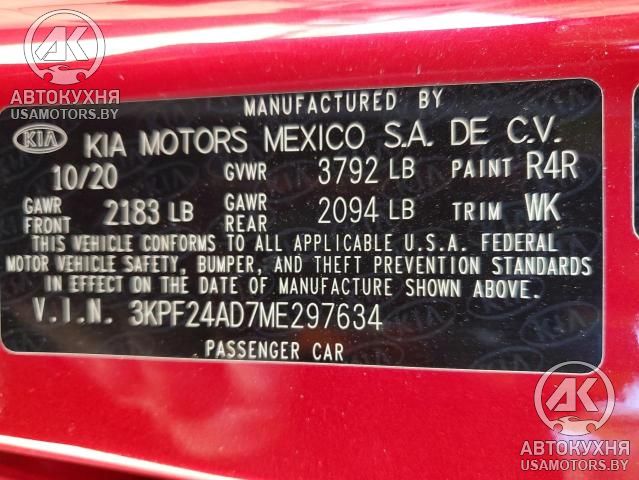 AK
АВТОКУХНЯ
USAMOTORS.BY
MANUFACTURED BY
KIA KIA MOTORS MEXICO S.A. DE C.V.
10/20 GVWR 3792 LB PAINT R4R
GAWR FRONT 2183 LB GAWR REAR 2094 LB TRIM WK
THIS VEHICLE CONFORMS TO ALL APPLICABLE U.S.A. FEDERAL
MOTOR VEHICLE SAFETY, BUMPER, AND THEFT PREVENTION STANDARDS
IN EFFECT ON THE DATE OF MANUFACTURE SHOWN ABOVE.
V.I.N. 3KPF24AD7ME297634
PASSENGER CAR
AK
АВТОКУХНЯ
USAMOTORS.BY